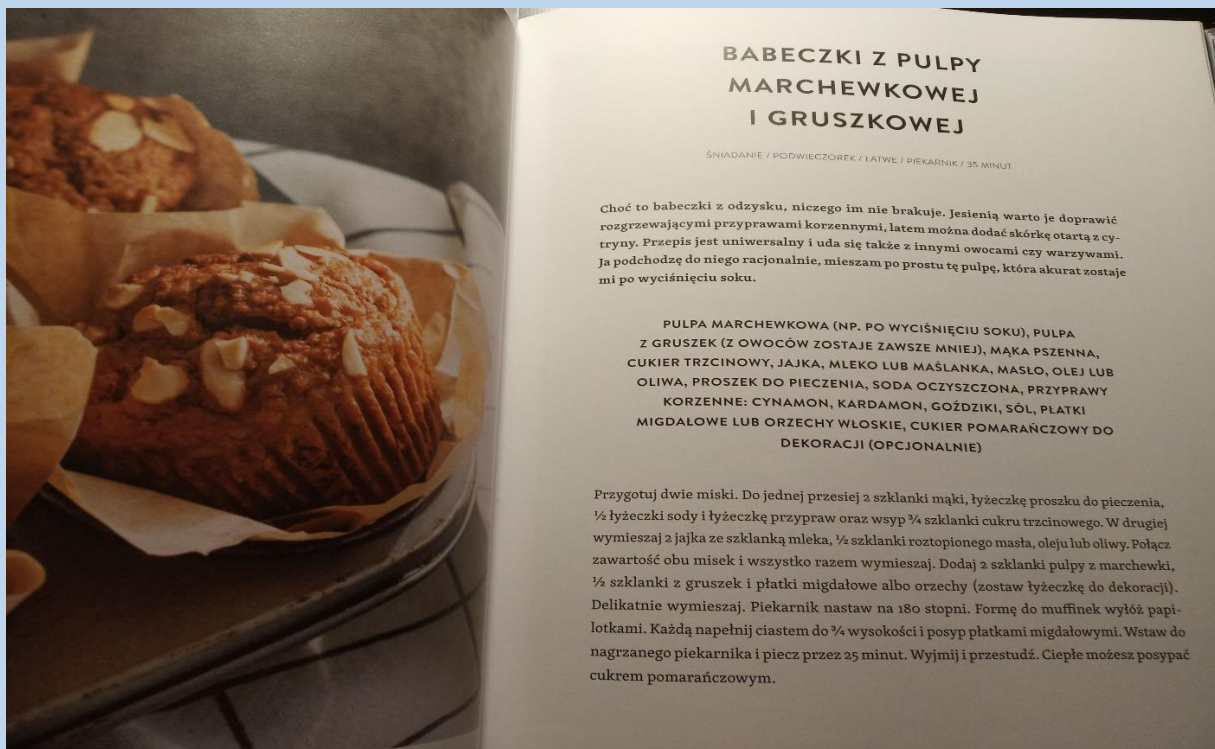 BABECZKI Z PULPY
MARCHEWKOWEJ
I GRUSZKOWEJ
ŚNIADANIE / PODWIECZOREK / ŁATWE / PIEKARNIK / 35 MINUT
Choć to babeczki z odzysku, niczego im nie brakuje. Jesienią warto je doprawić
rozgrzewającymi przyprawami korzennymi, latem można dodać skórkę otartą z cy-
tryny. Przepis jest uniwersalny i uda się także z innymi owocami czy warzywami.
Ja podchodzę do niego racjonalnie, mieszam po prostu tę pulpę, która akurat zostaje
mi po wyciśnięciu soku.
PULPA MARCHEWKOWA (NP. PO WYCIŚNIĘCIU SOKU), PULPA
Z GRUSZEK (Z OWOCÓW ZOSTAJE ZAWSZE MNIEJ), MĄKA PSZENNA,
CUKIER TRZCINOWY, JAJKA, MLEKO LUB MAŚLANKA, MASŁO, OLEJ LUB
OLIWA, PROSZEK DO PIECZENIA, SODA OCZYSZCZONA, PRZYPRAWY
KORZENNE: CYNAMON, KARDAMON, GOŹDZIKI, SÓL, PŁATKI
MIGDAŁOWE LUB ORZECHY WŁOSKIE, CUKIER POMARAŃCZOWY DO
DEKORACJI (OPCJONALNIE)
Przygotuj dwie miski. Do jednej przesiej 2 szklanki mąki, łyżeczkę proszku do pieczenia,
½ łyżeczki sody i łyżeczkę przypraw oraz wsyp ¾ szklanki cukru trzcinowego. W drugiej
wymieszaj 2 jajka ze szklanką mleka, ½ szklanki roztopionego masła, oleju lub oliwy. Połącz
zawartość obu misek i wszystko razem wymieszaj. Dodaj 2 szklanki pulpy z marchewki,
½ szklanki z gruszek i płatki migdałowe albo orzechy (zostaw łyżeczkę do dekoracji).
Delikatnie wymieszaj. Piekarnik nastaw na 180 stopni. Formę do muffinek wyłóż papi-
lotkami. Każdą napełnij ciastem do ¾ wysokości i posyp płatkami migdałowymi. Wstaw do
nagrzanego piekarnika i piecz przez 25 minut. Wyjmij i przestudź. Ciepłe możesz posypać
cukrem pomarańczowym.